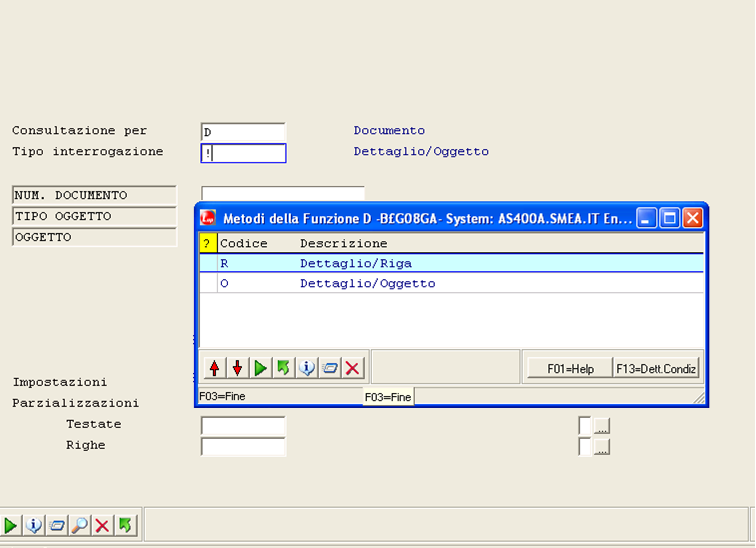 Consultazione per D Documento
Tipo interrogazione ! Dettaglio/Oggetto
NUM. DOCUMENTO
TIPO OGGETTO
OGGETTO
Metodi della Funzione D -B£G08GA- System: AS400A.SMEA.IT En...
? Codice Descrizione
R Dettaglio/Riga
O Dettaglio/Oggetto
F01=Help F13=Dett.Condiz
F03=Fine F03=Fine
Impostazioni
Parzializzazioni
Testate ...
Righe ...